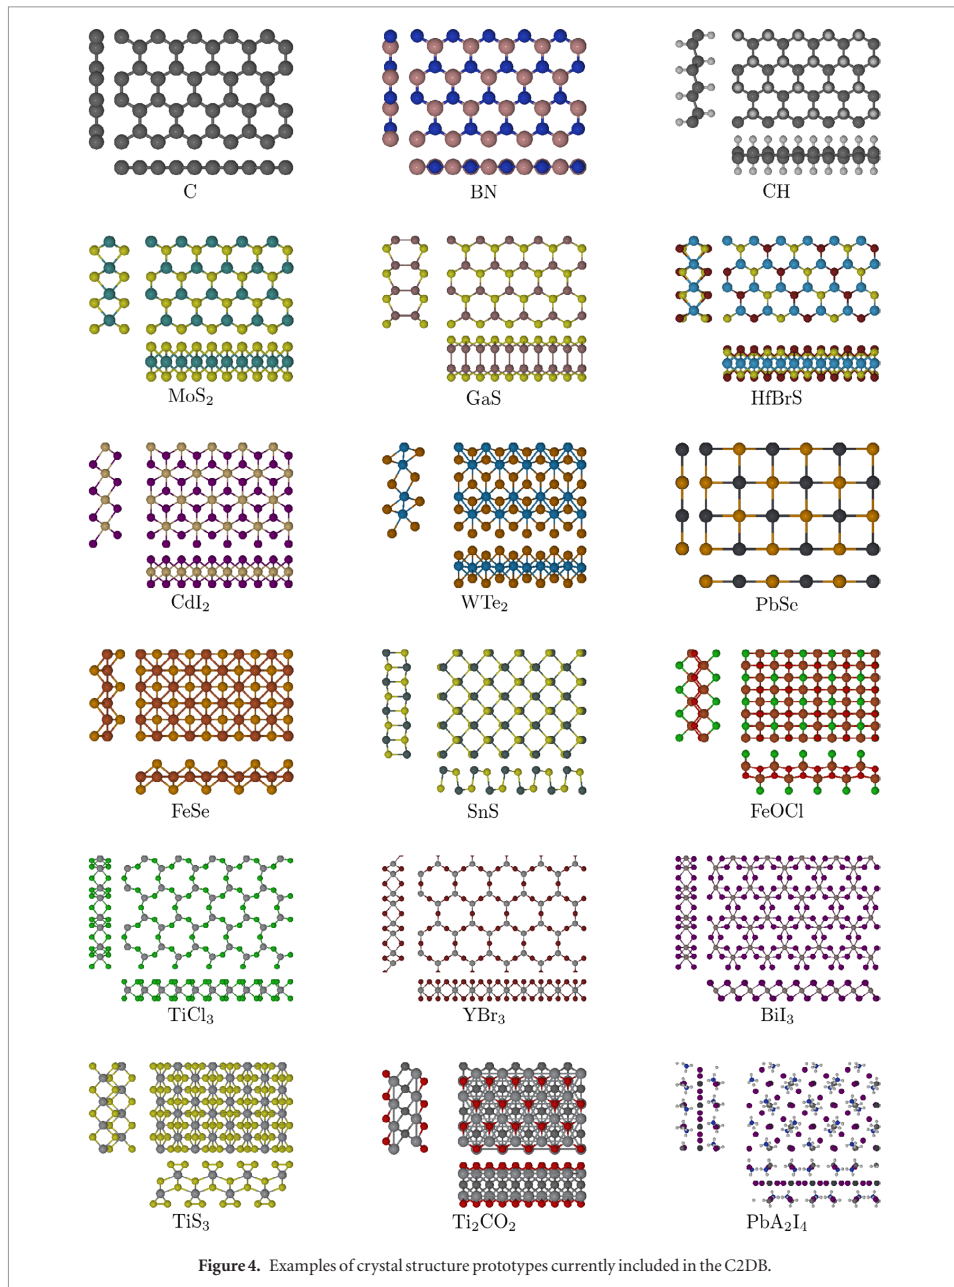 C BN CH
MoS₂ GaS HfBrS
CdI₂ WTe₂ PbSe
FeSe SnS FeOCl
TiCl₃ YBr₃ BiI₃
TiS₃ Ti₂CO₂ PbA₂I₄
Figure 4. Examples of crystal structure prototypes currently included in the C2DB.